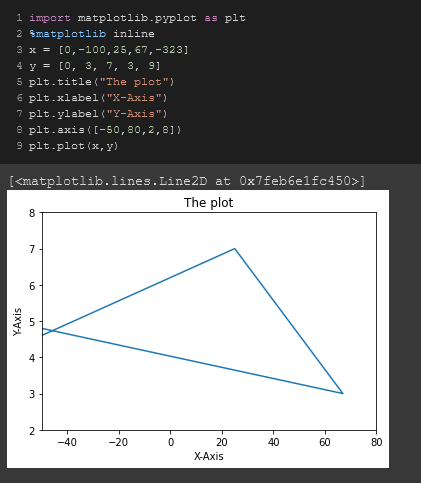 1 import matplotlib.pyplot as plt
2 %matplotlib inline
3 x = [0,-100,25,67,-323]
4 y = [0, 3, 7, 3, 9]
5 plt.title("The plot")
6 plt.xlabel("X-Axis")
7 plt.ylabel("Y-Axis")
8 plt.axis([-50,80,2,8])
9 plt.plot(x,y)
[<matplotlib.lines.Line2D at 0x7feb6e1fc450>]
The plot
8
7
6
5
4
3
2
Y-Axis
−40 −20 0 20 40 60 80
X-Axis